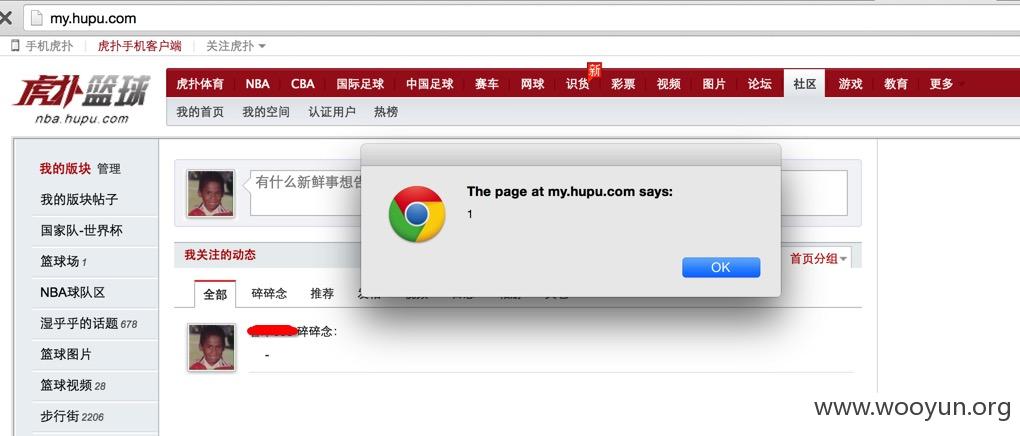 my.hupu.com
手机虎扑 虎扑手机客户端 关注虎扑
虎扑篮球
nba.hupu.com
虎扑体育 NBA CBA 国际足球 中国足球 赛车 网球 识货 新 彩票 视频 图片 论坛 社区 游戏 教育 更多
我的首页 我的空间 认证用户 热榜
我的版块 管理
我的版块帖子
国家队-世界杯
篮球场 1
NBA球队区
湿乎乎的话题 678
篮球图片
篮球视频 28
步行街 2206
有什么新鲜事想告
The page at my.hupu.com says:
1
OK
我关注的动态
首页分组
全部 碎碎念 推荐
碎碎念:
-
www.wooyun.org